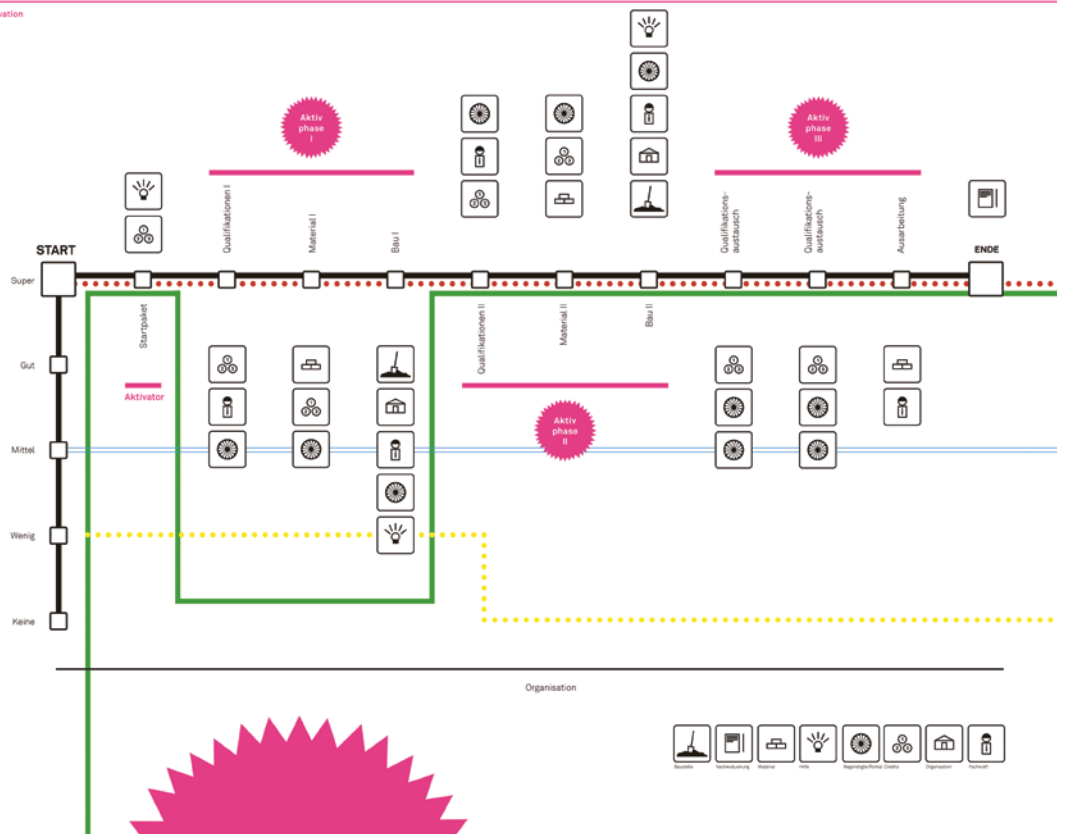 vation
Aktiv
phase
I
Aktiv
phase
III
Qualifikationen I
Material I
Bau I
Qualifikations-
austausch
Qualifikations-
austausch
Ausarbeitung
START
ENDE
Super
Startpaket
Qualifikationen II
Material II
Bau II
Gut
Aktivator
Aktiv
phase
II
Mittel
Wenig
Keine
Organisation
Baustelle
Nachevaluierung
Material
Hilfe
Credits
Organisation
Fachkraft